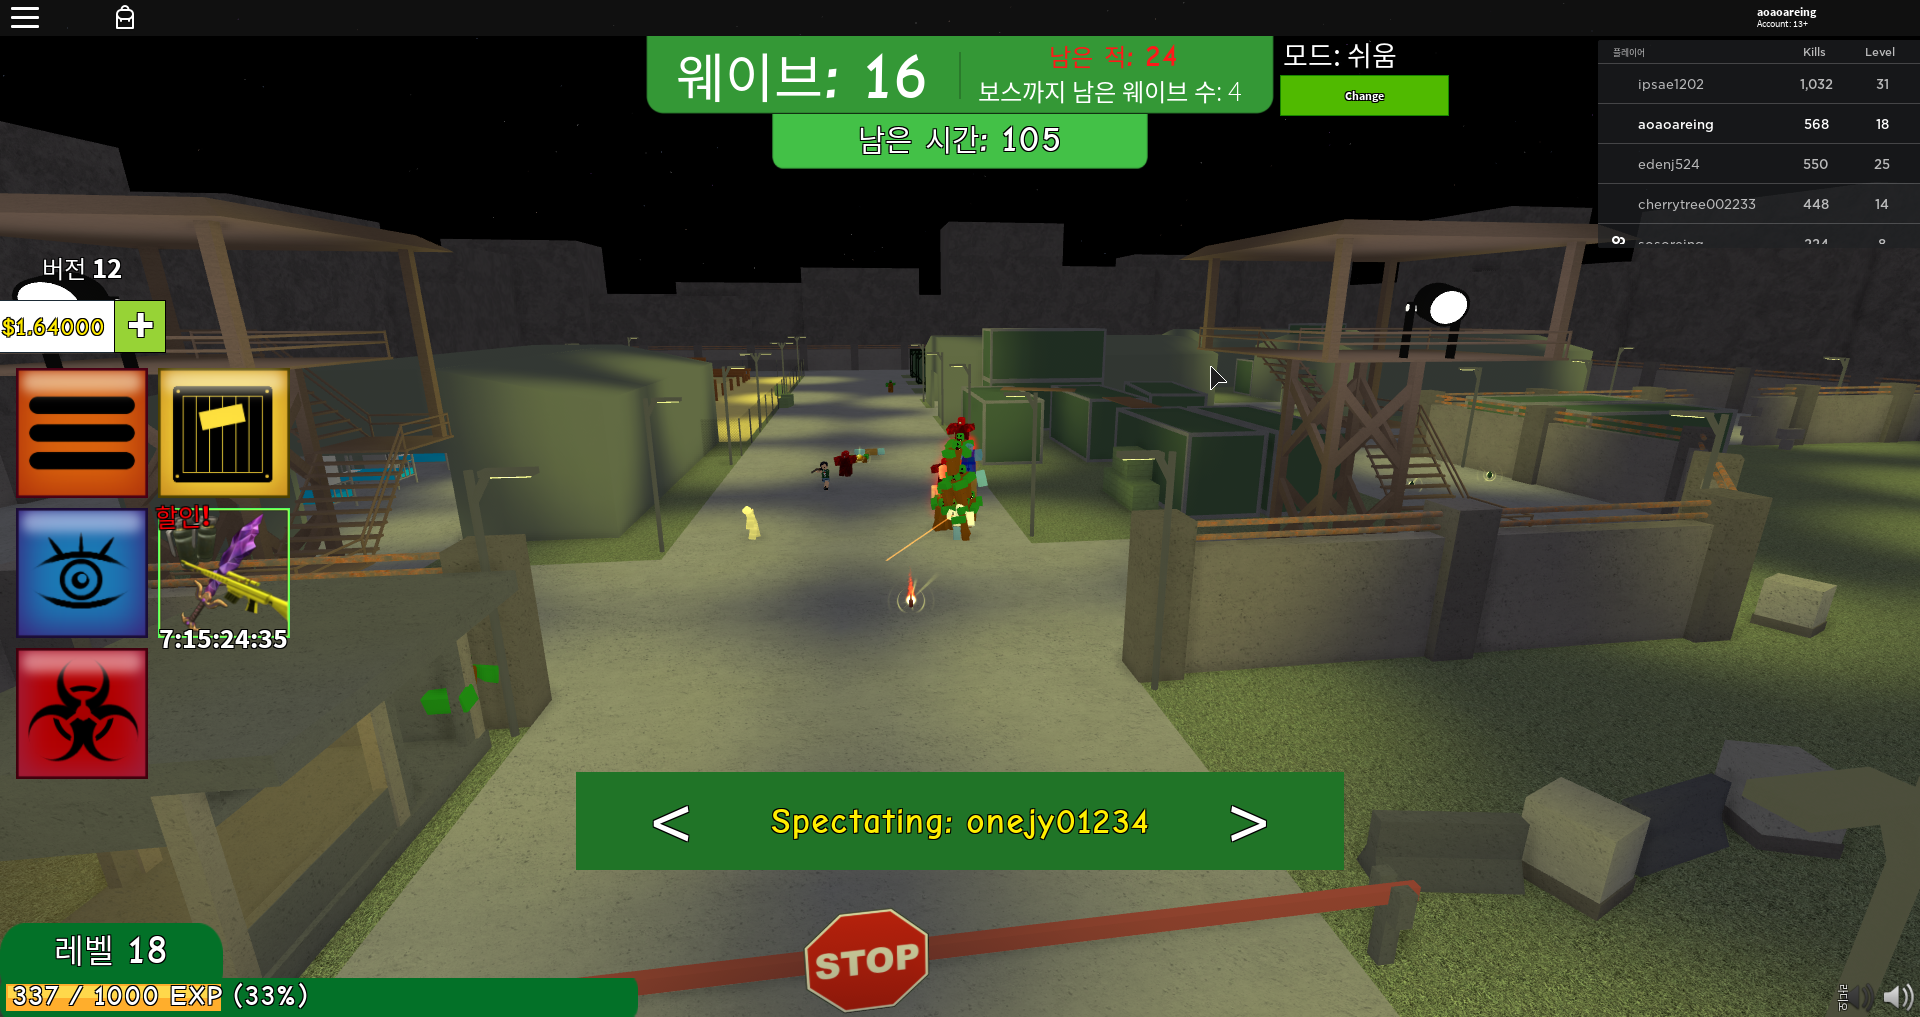 aoaoareing
Account: 13+
웨이브: 16
남은 적: 24
보스까지 남은 웨이브 수: 4
남은 시간: 105
모드: 쉬움
Change
플레이어 Kills Level
ipsae1202 1,032 31
aoaoareing 568 18
edenj524 550 25
cherrytree002233 448 14
버전 12
$1.64000
+
할인!
7:15:24:35
< Spectating: onejy01234 >
STOP
레벨 18
337 / 1000 EXP (33%)
라디오